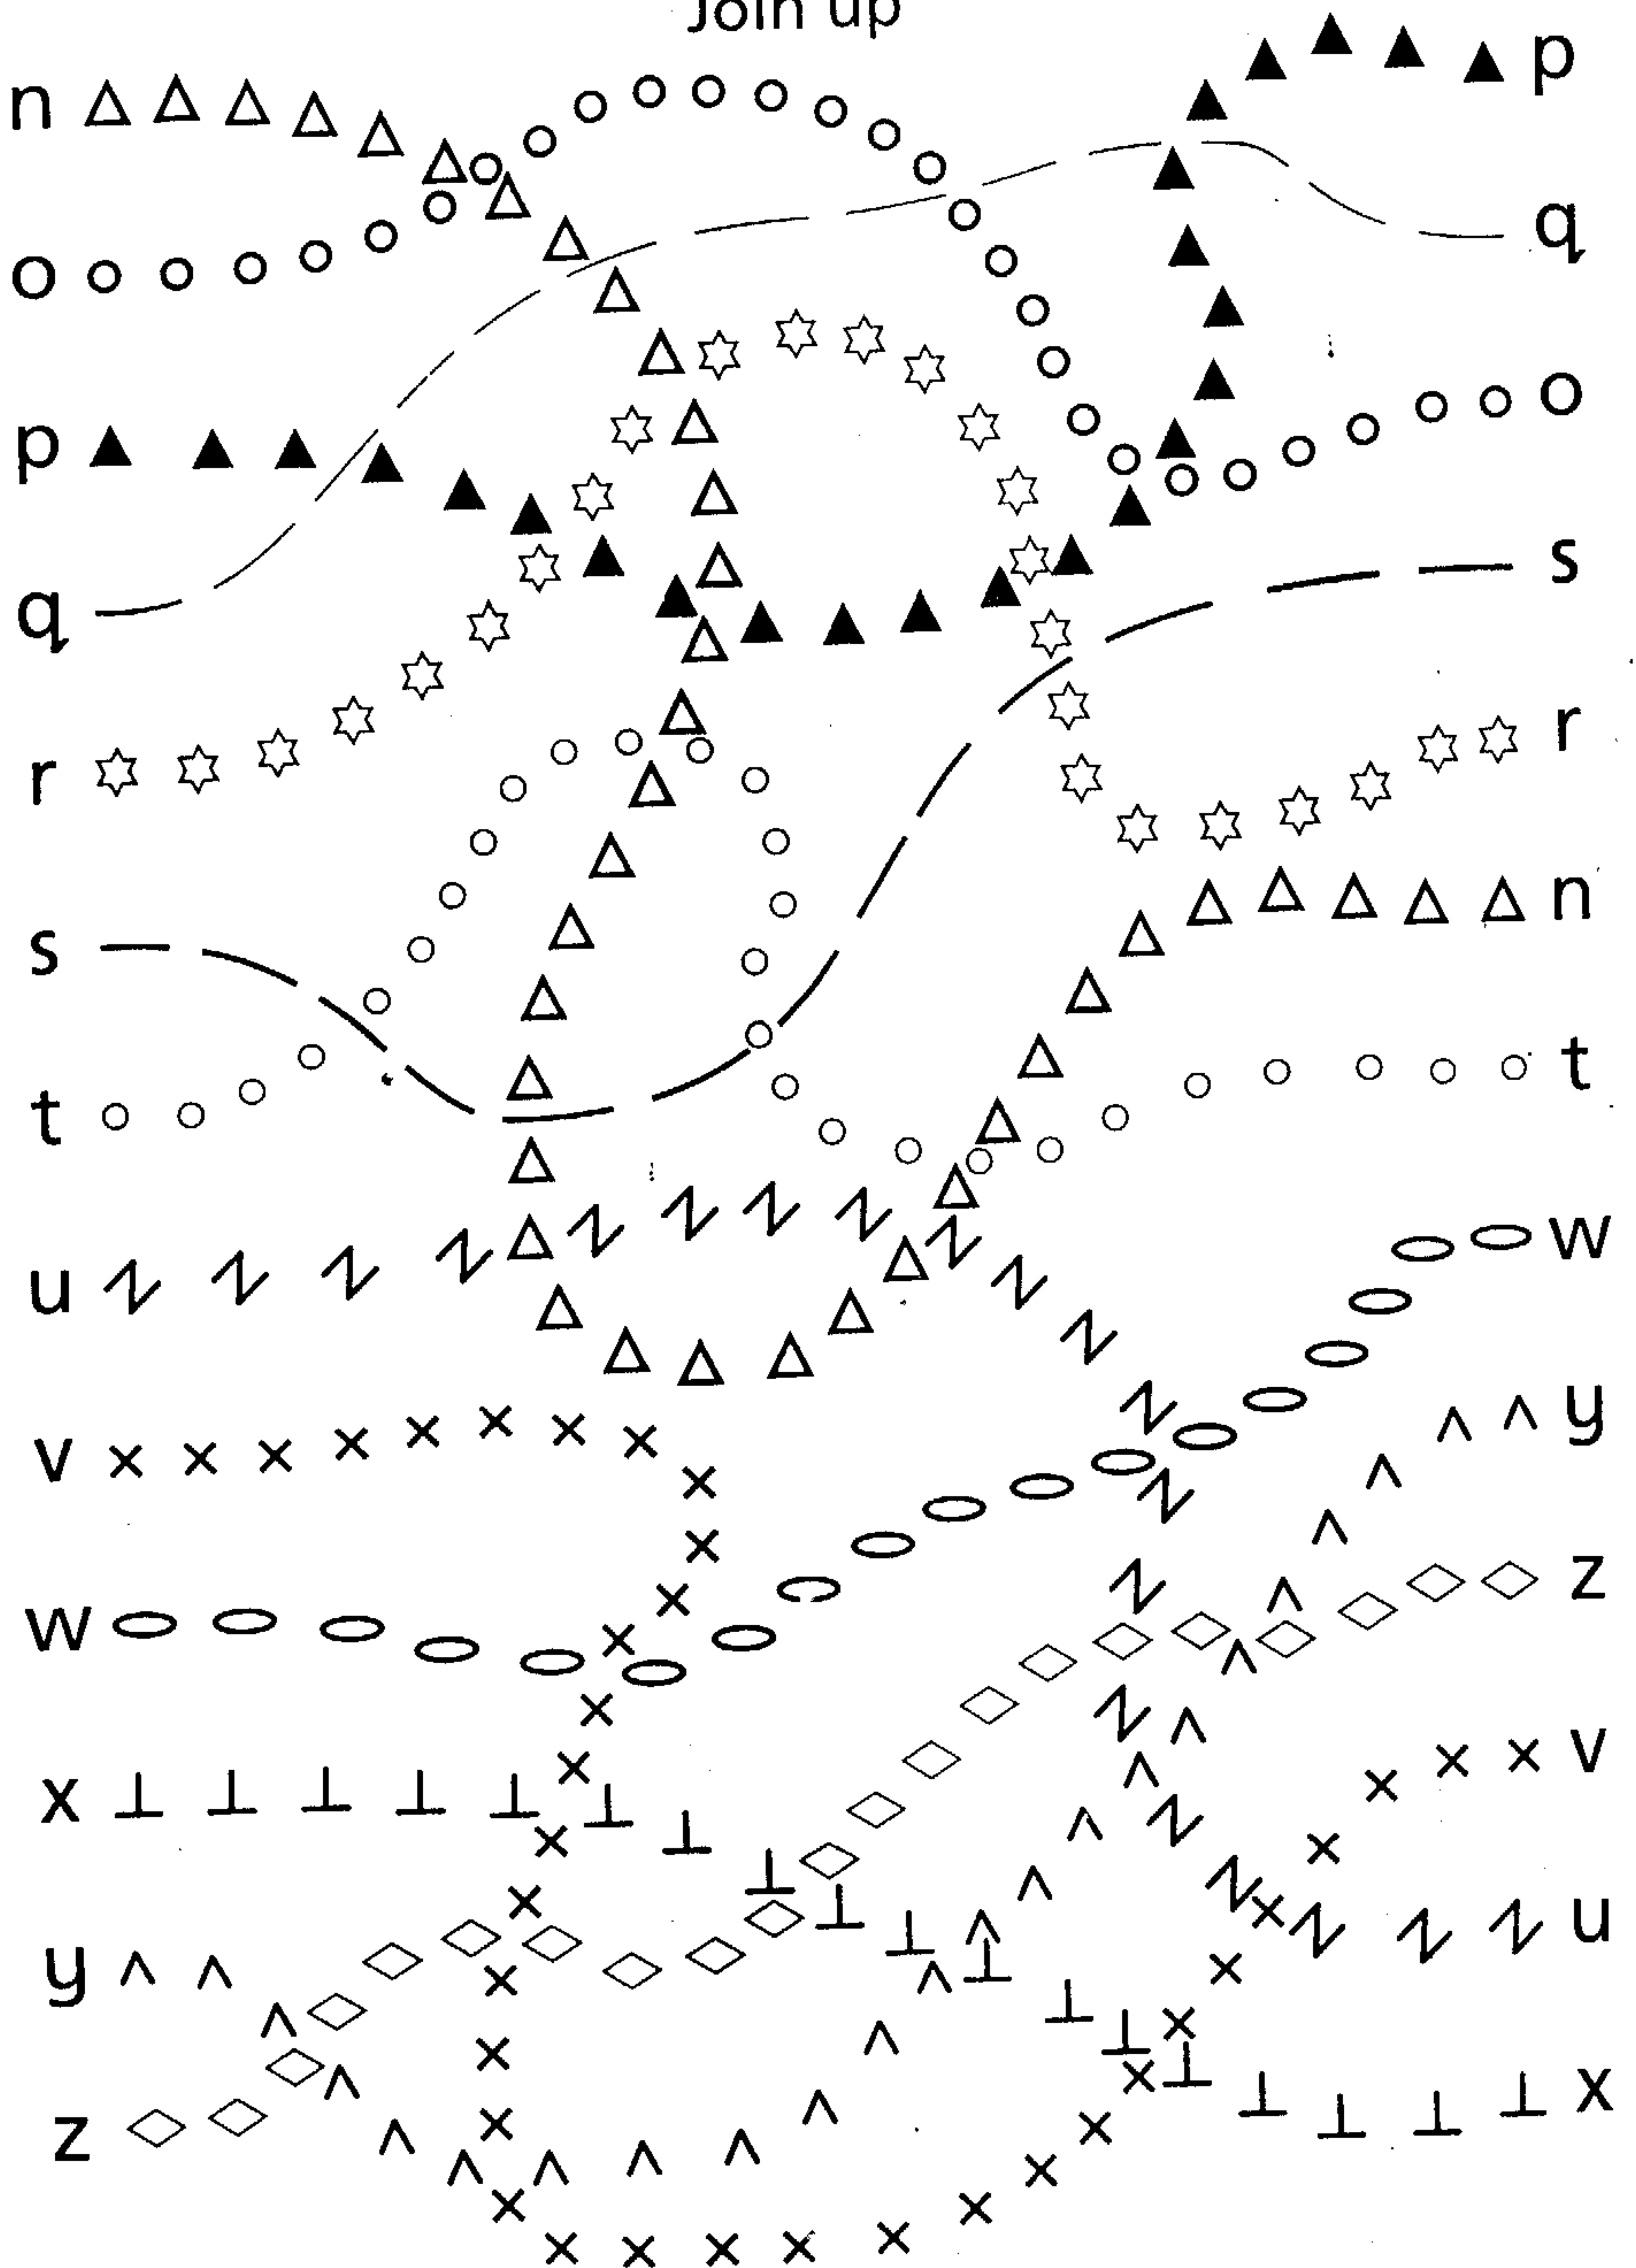 Join up
n p
o q
p o
q s
r r
s n
t t
u w
v y
w z
x v
y u
z x